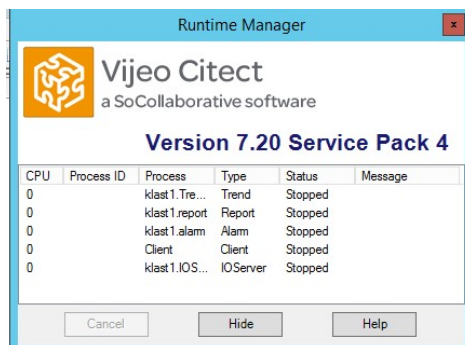 Runtime Manager
x
Vijeo Citect
a SoCollaborative software
Version 7.20 Service Pack 4
CPU Process ID Process Type Status Message
0 klast1.Tre... Trend Stopped
0 klast1.report Report Stopped
0 klast1.alarm Alarm Stopped
0 Client Client Stopped
0 klast1.IOS... IOServer Stopped
Cancel Hide Help